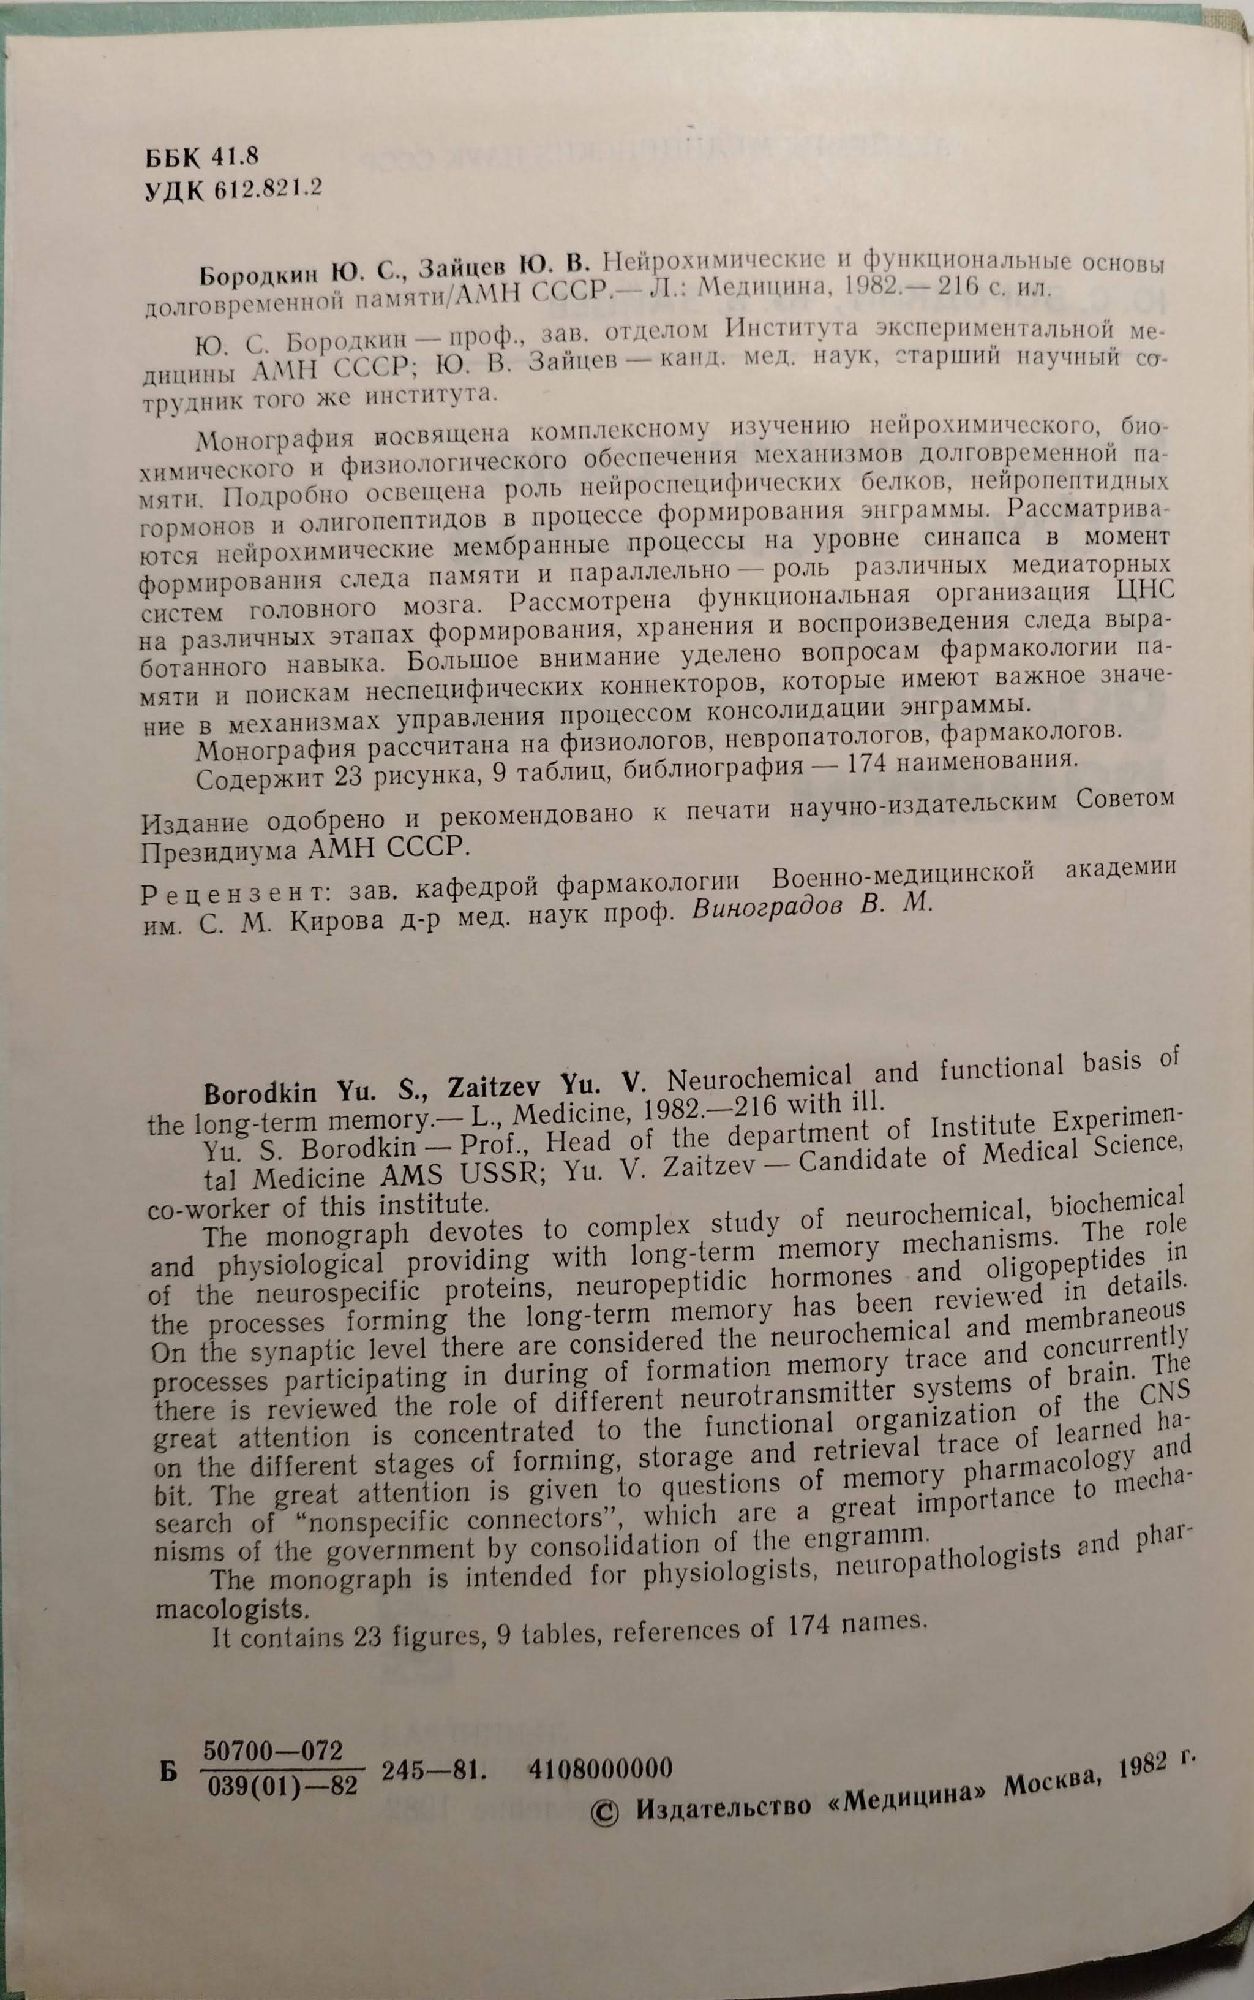 ББК 41.8
УДК 612.821.2
Бородкин Ю. С., Зайцев Ю. В. Нейрохимические и функциональные основы
долговременной памяти/АМН СССР.— Л.: Медицина, 1982.— 216 с. ил.
Ю. С. Бородкин — проф., зав. отделом Института экспериментальной ме-
дицины АМН СССР; Ю. В. Зайцев — канд. мед. наук, старший научный со-
трудник того же института.
Монография посвящена комплексному изучению нейрохимического, био-
химического и физиологического обеспечения механизмов долговременной па-
мяти. Подробно освещена роль нейроспецифических белков, нейропептидных
гормонов и олигопептидов в процессе формирования энграммы. Рассматрива-
ются нейрохимические мембранные процессы на уровне синапса в момент
формирования следа памяти и параллельно — роль различных медиаторных
систем головного мозга. Рассмотрена функциональная организация ЦНС
на различных этапах формирования, хранения и воспроизведения следа выра-
ботанного навыка. Большое внимание уделено вопросам фармакологии па-
мяти и поискам неспецифических коннекторов, которые имеют важное значе-
ние в механизмах управления процессом консолидации энграммы.
Монография рассчитана на физиологов, невропатологов, фармакологов.
Содержит 23 рисунка, 9 таблиц, библиография — 174 наименования.
Издание одобрено и рекомендовано к печати научно-издательским Советом
Президиума АМН СССР.
Рецензент: зав. кафедрой фармакологии Военно-медицинской академии
им. С. М. Кирова д-р мед. наук проф. Виноградов В. М.
Borodkin Yu. S., Zaitzev Yu. V. Neurochemical and functional basis of
the long-term memory.— L., Medicine, 1982.—216 with ill.
Yu. S. Borodkin — Prof., Head of the department of Institute Experimen-
tal Medicine AMS USSR; Yu. V. Zaitzev — Candidate of Medical Science,
co-worker of this institute.
The monograph devotes to complex study of neurochemical, biochemical
and physiological providing with long-term memory mechanisms. The role
of the neurospecific proteins, neuropeptidic hormones and oligopeptides in
the processes forming the long-term memory has been reviewed in details.
On the synaptic level there are considered the neurochemical and membraneous
processes participating in during of formation memory trace and concurrently
there is reviewed the role of different neurotransmitter systems of brain. The
great attention is concentrated to the functional organization of the CNS
on the different stages of forming, storage and retrieval trace of learned ha-
bit. The great attention is given to questions of memory pharmacology and
search of “nonspecific connectors”, which are a great importance to mecha-
nisms of the government by consolidation of the engramm.
The monograph is intended for physiologists, neuropathologists and phar-
macologists.
It contains 23 figures, 9 tables, references of 174 names.
Б 50700—072
039(01)—82 245—81. 4108000000
© Издательство «Медицина» Москва, 1982 г.